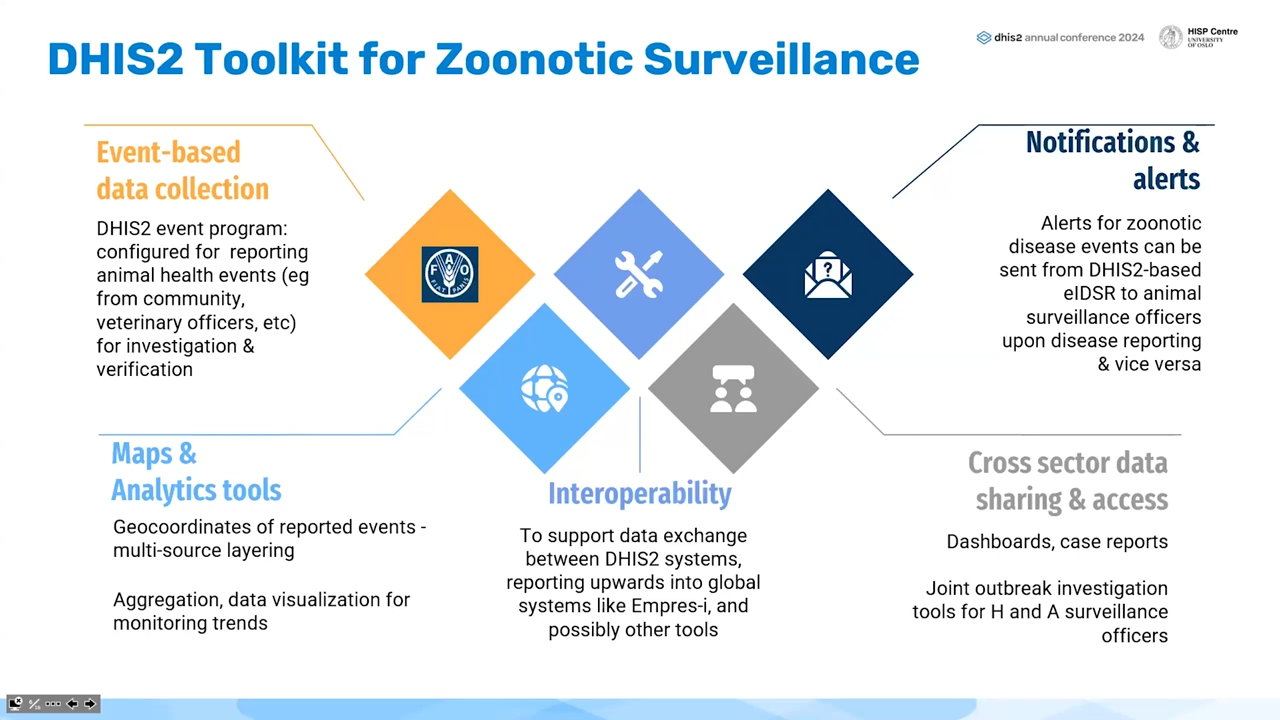 DHIS2 Toolkit for Zoonotic Surveillance
dhis2 annual conference 2024
HISP Centre
UNIVERSITY
OF OSLO
Event-based
data collection
DHIS2 event program:
configured for reporting
animal health events (eg
from community,
veterinary officers, etc)
for investigation &
verification
F A O
FIAT PANIS
?
Notifications &
alerts
Alerts for zoonotic
disease events can be
sent from DHIS2-based
eIDSR to animal
surveillance officers
upon disease reporting
& vice versa
Maps &
Analytics tools
Geocoordinates of reported events -
multi-source layering
Aggregation, data visualization for
monitoring trends
Interoperability
To support data exchange
between DHIS2 systems,
reporting upwards into global
systems like Empres-i, and
possibly other tools
Cross sector data
sharing & access
Dashboards, case reports
Joint outbreak investigation
tools for H and A surveillance
officers